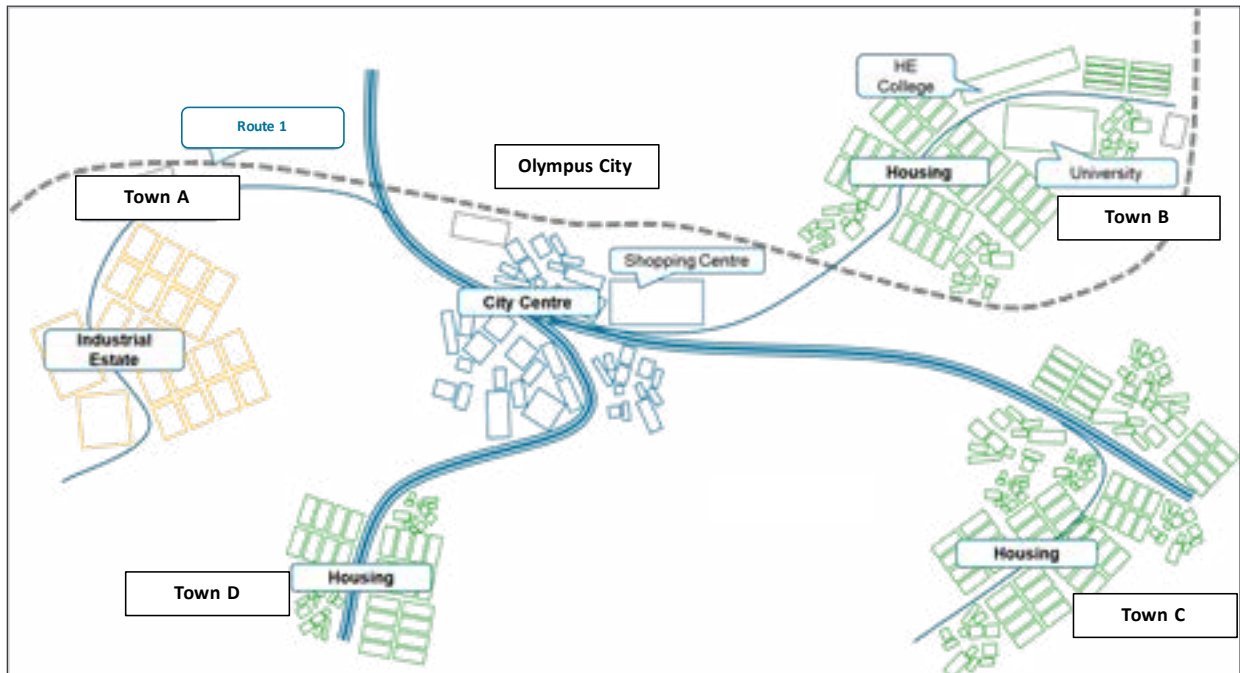 HE
College
Route 1
Olympus City
Town A
Housing
University
Town B
Shopping Centre
City Centre
Industrial
Estate
Housing
Town C
Housing
Town D